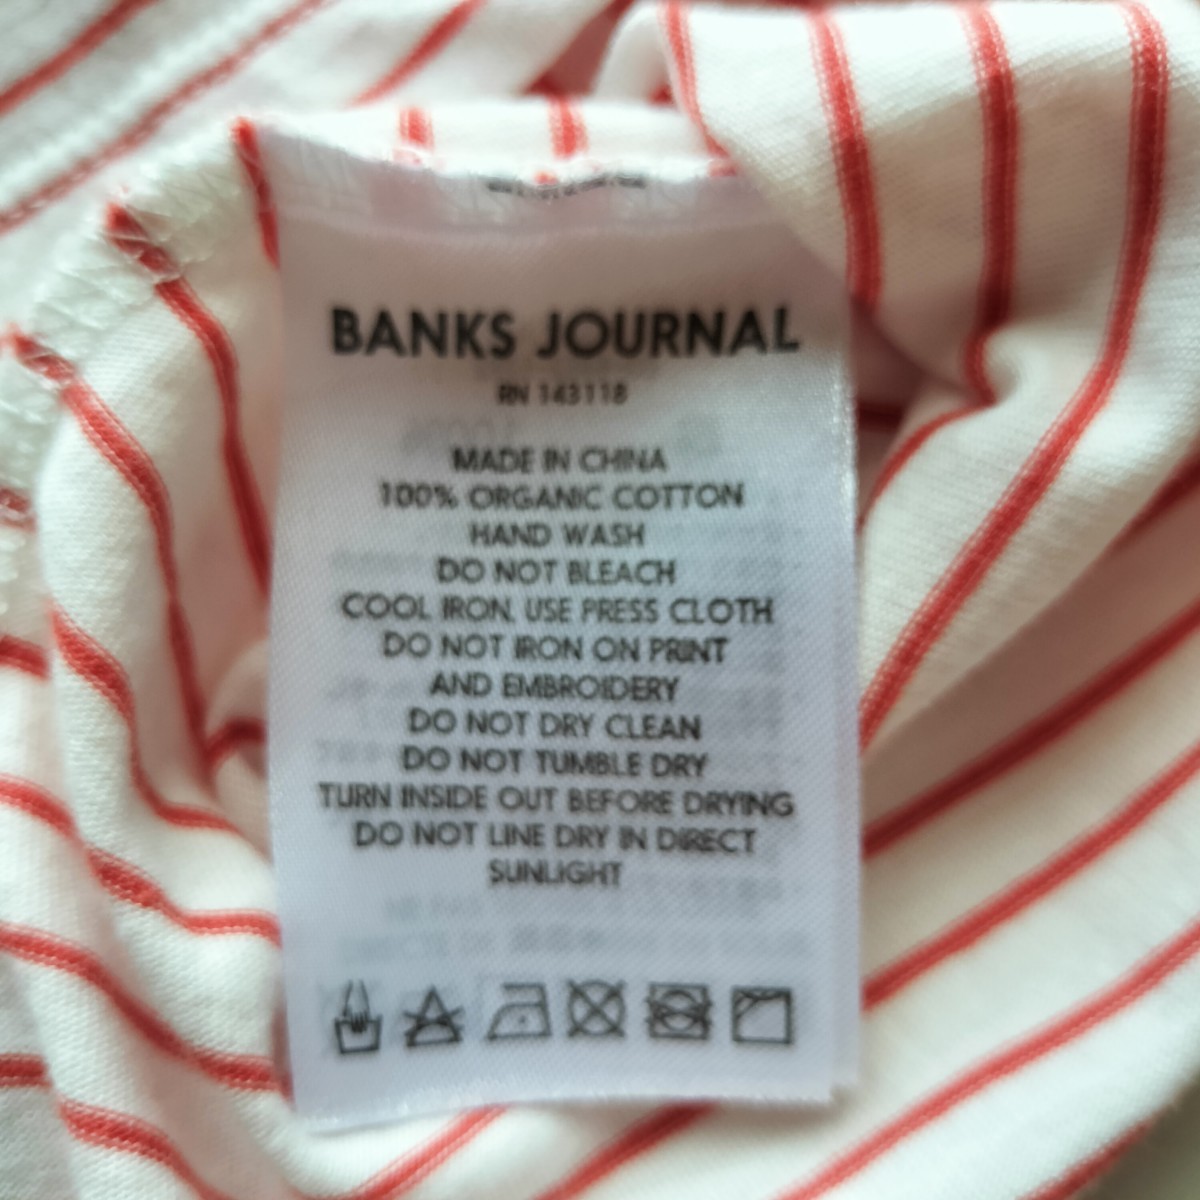 BANKS JOURNAL
RN 143118
MADE IN CHINA
100% ORGANIC COTTON
HAND WASH
DO NOT BLEACH
COOL IRON, USE PRESS CLOTH
DO NOT IRON ON PRINT
AND EMBROIDERY
DO NOT DRY CLEAN
DO NOT TUMBLE DRY
TURN INSIDE OUT BEFORE DRYING
DO NOT LINE DRY IN DIRECT
SUNLIGHT